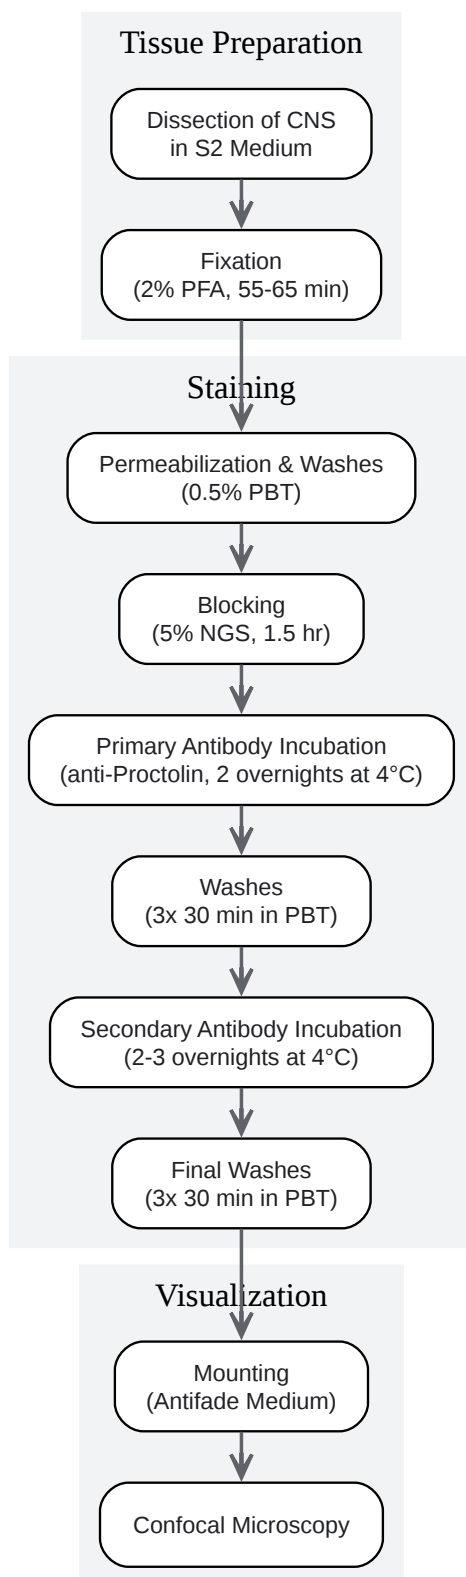 Tissue Preparation
Dissection of CNS
in S2 Medium
Fixation
(2% PFA, 55-65 min)
Staining
Permeabilization & Washes
(0.5% PBT)
Blocking
(5% NGS, 1.5 hr)
Primary Antibody Incubation
(anti-Proctolin, 2 overnights at 4°C)
Washes
(3x 30 min in PBT)
Secondary Antibody Incubation
(2-3 overnights at 4°C)
Final Washes
(3x 30 min in PBT)
Visualization
Mounting
(Antifade Medium)
Confocal Microscopy